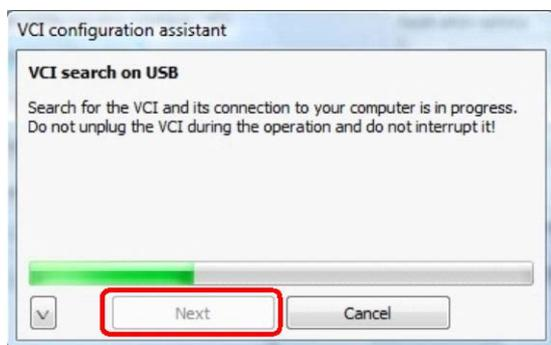 VCI configuration assistant
VCI search on USB
Search for the VCI and its connection to your computer is in progress.
Do not unplug the VCI during the operation and do not interrupt it!
Next
Cancel